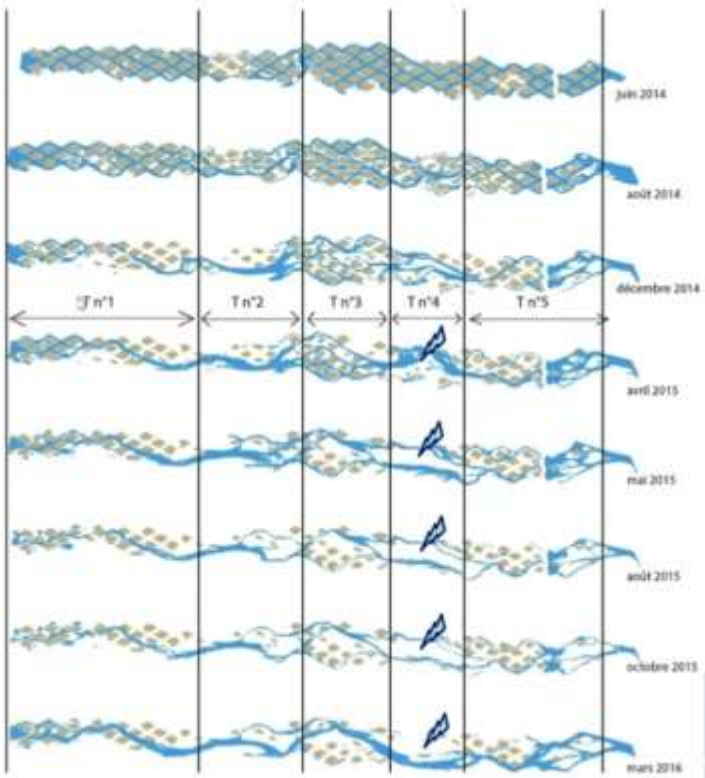 juin 2014
août 2014
décembre 2014
T n°1
T n°2
T n°3
T n°4
T n°5
avril 2015
mai 2015
août 2015
octobre 2015
mars 2016